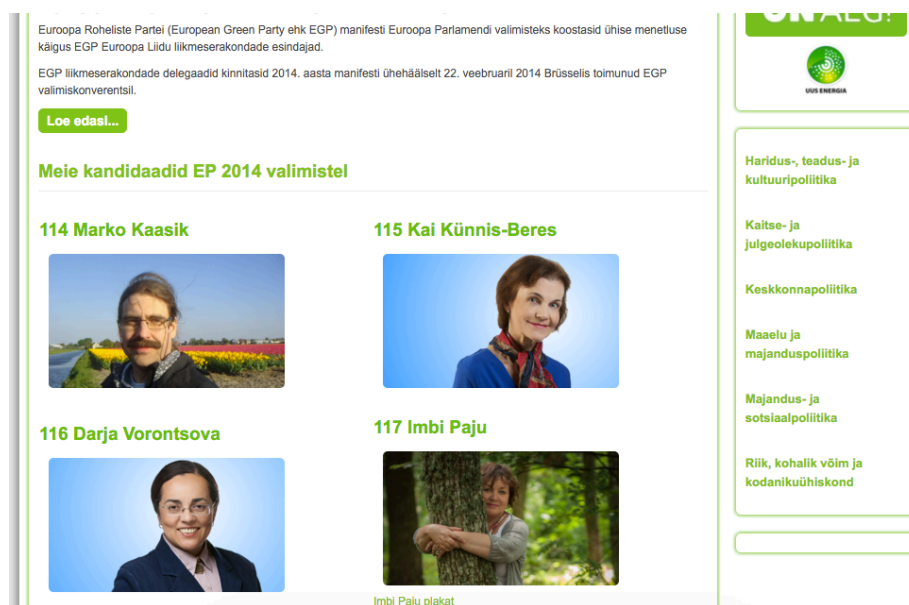 Euroopa Roheliste Partei (European Green Party ehk EGP) manifesti Euroopa Parlamendi valimisteks koostasid ühise menetluse
käigus EGP Euroopa Liidu liikmeserakondade esindajad.
EGP liikmeserakondade delegaadid kinnitasid 2014. aasta manifesti ühehäälselt 22. veebruaril 2014 Brüsselis toimunud EGP
valimiskonverentsil.
Loe edasi...
Meie kandidaadid EP 2014 valimistel
114 Marko Kaasik
115 Kai Künnis-Beres
116 Darja Vorontsova
117 Imbi Paju
Imbi Paju plakat
ON AEG!
UUS ENERGIA
Haridus-, teadus- ja
kultuuripoliitika
Kaitse- ja
julgeolekupoliitika
Keskkonnapoliitika
Maaelu ja
majanduspoliitika
Majandus- ja
sotsiaalpoliitika
Riik, kohalik võim ja
kodanikuühiskond